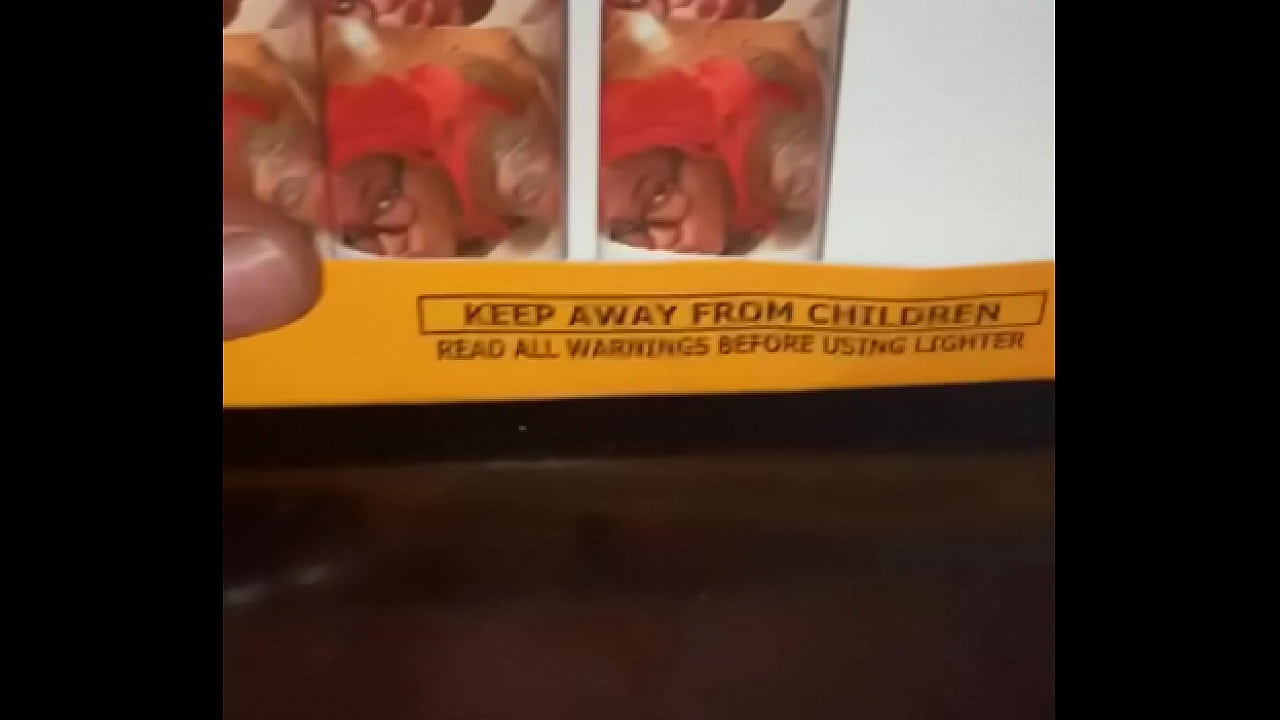 KEEP AWAY FROM CHILDREN
READ ALL WARNINGS BEFORE USING LIGHTER